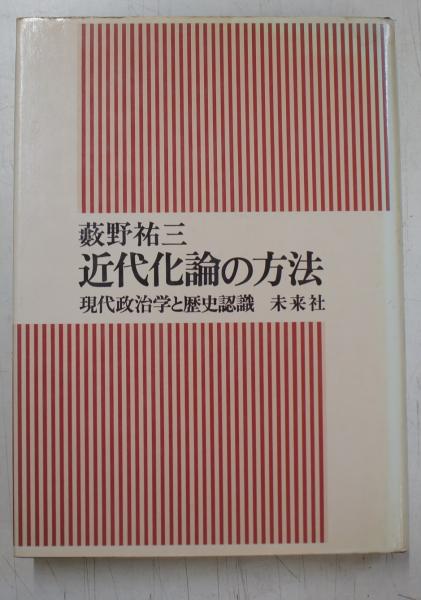 藪野祐三
近代化論の方法
現代政治学と歴史認識 未来社